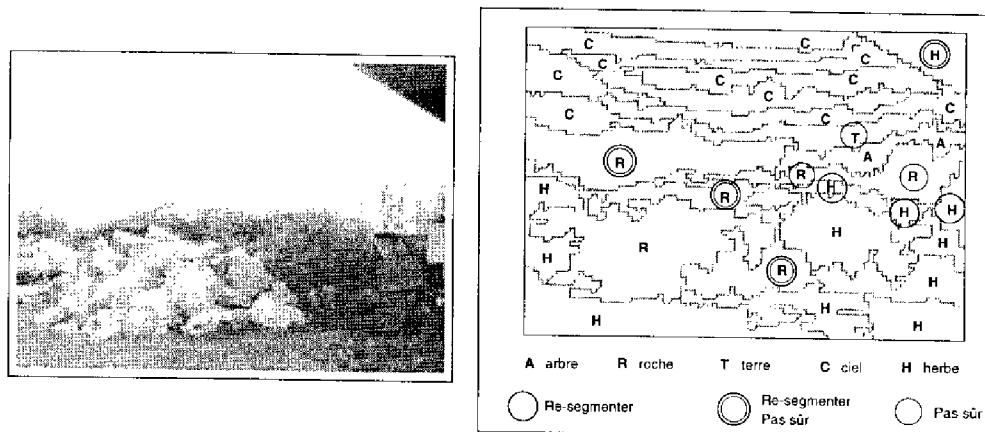 C C
C C H
C C C
C C C
T
A A
R R R
H R H H H
H R H H
R H
H H H
A arbre R roche T terre C ciel H herbe
Re-segmenter Re-segmenter Pas sûr Pas sûr